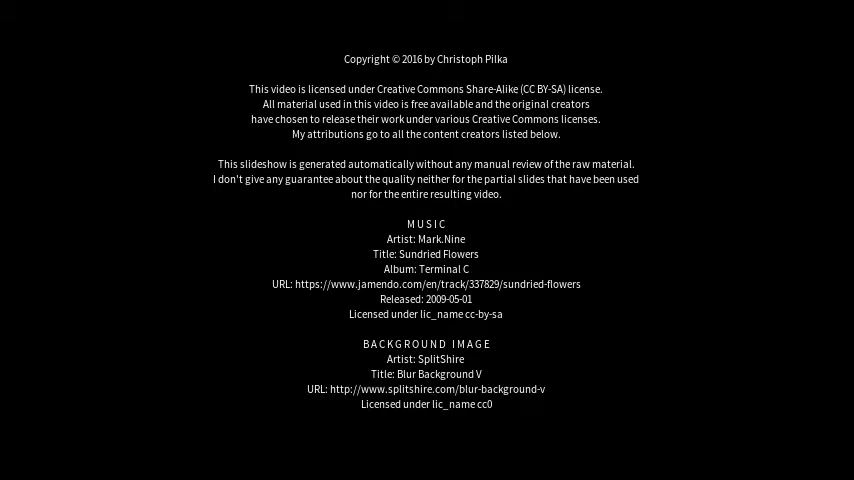 Copyright © 2016 by Christoph Pilka
This video is licensed under Creative Commons Share-Alike (CC BY-SA) license.
All material used in this video is free available and the original creators
have chosen to release their work under various Creative Commons licenses.
My attributions go to all the content creators listed below.
This slideshow is generated automatically without any manual review of the raw material.
I don't give any guarantee about the quality neither for the partial slides that have been used
nor for the entire resulting video.
MUSIC
Artist: Mark.Nine
Title: Sundried Flowers
Album: Terminal C
URL: https://www.jamendo.com/en/track/337829/sundried-flowers
Released: 2009-05-01
Licensed under lic_name cc-by-sa
BACKGROUND IMAGE
Artist: SplitShire
Title: Blur Background V
URL: http://www.splitshire.com/blur-background-v
Licensed under lic_name cc0